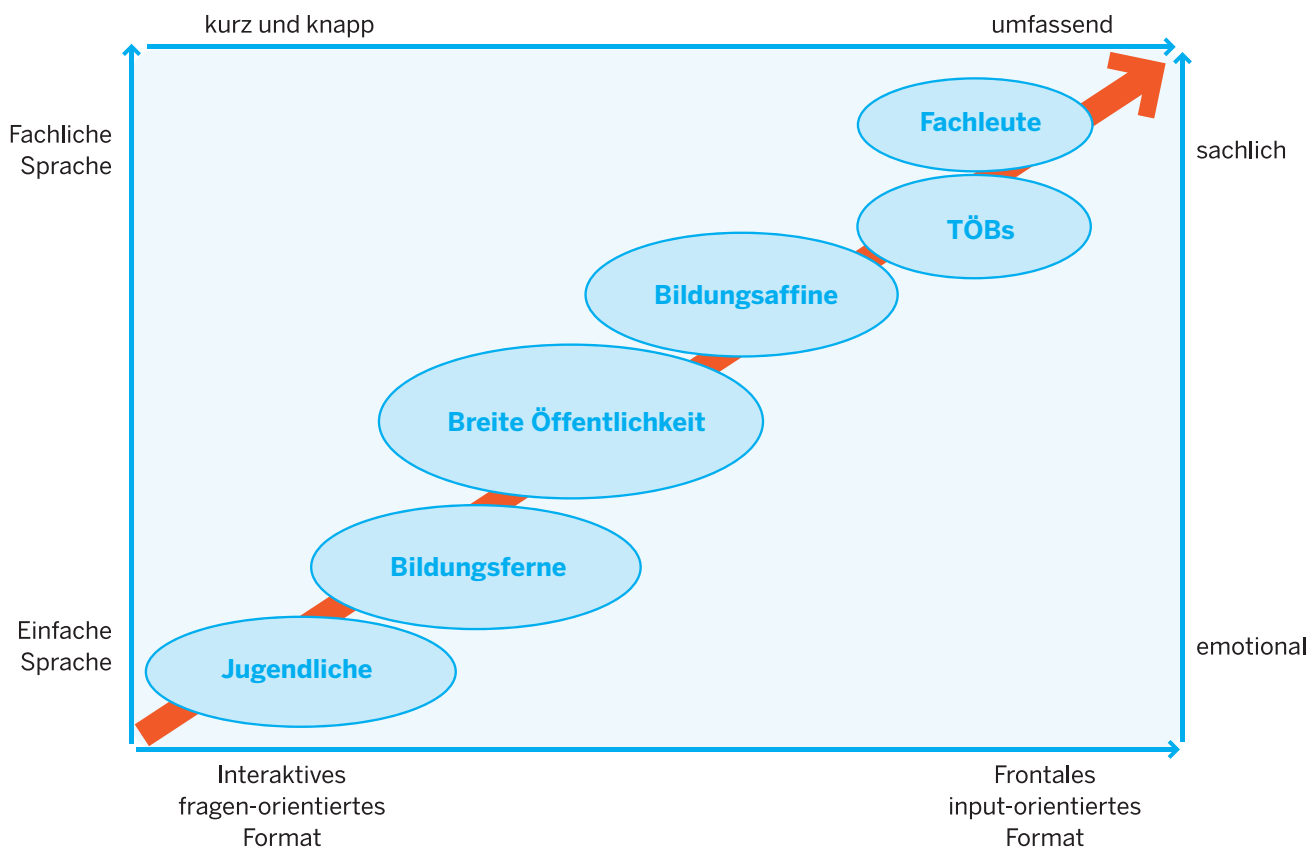 kurz und knapp
umfassend
Fachliche
Sprache
Fachleute
sachlich
TÖBs
Bildungsaffine
Breite Öffentlichkeit
Bildungsferne
Einfache
Sprache
Jugendliche
emotional
Interaktives
fragen-orientiertes
Format
Frontales
input-orientiertes
Format